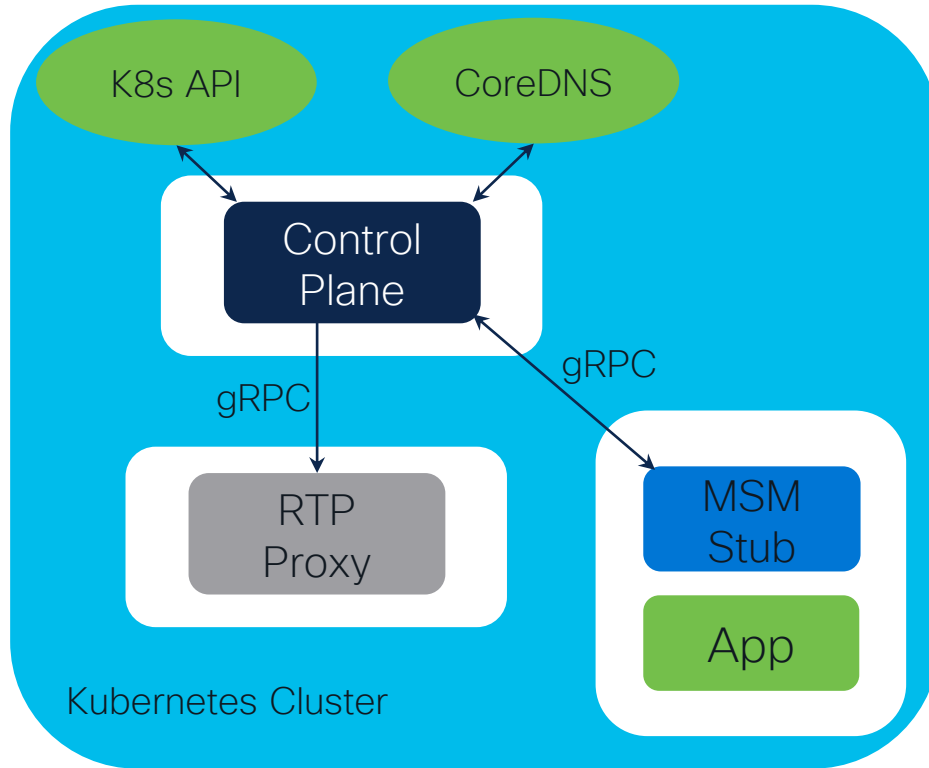 K8s API
CoreDNS
Control
Plane
gRPC
gRPC
RTP
Proxy
MSM
Stub
App
Kubernetes Cluster